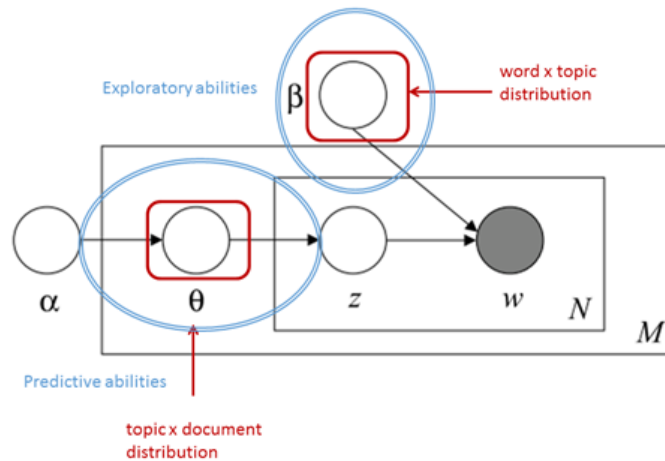 Exploratory abilities
β
word x topic
distribution
α
θ
z
w
N
M
Predictive abilities
topic x document
distribution